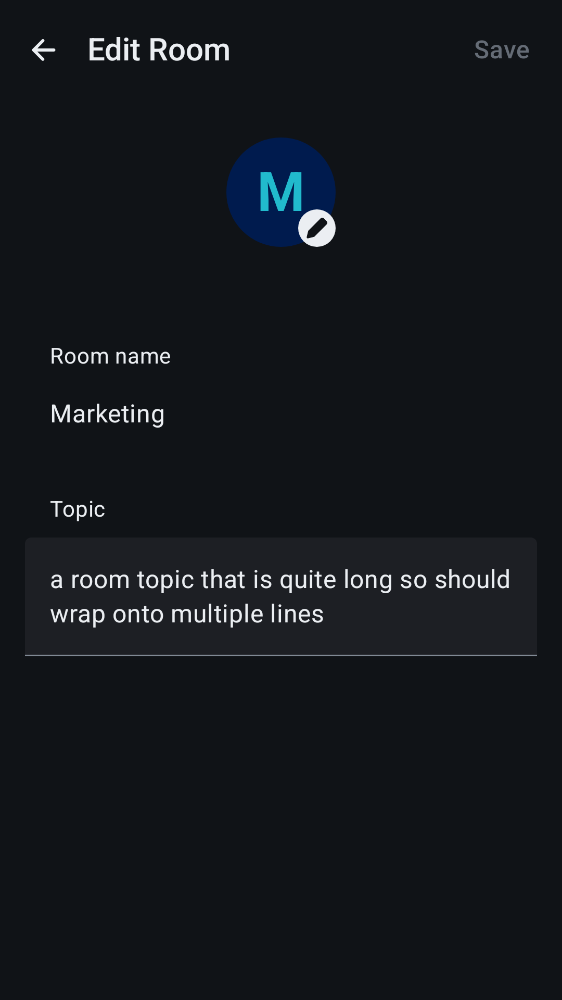 Edit Room
Save
M
Room name
Marketing
Topic
a room topic that is quite long so should
wrap onto multiple lines